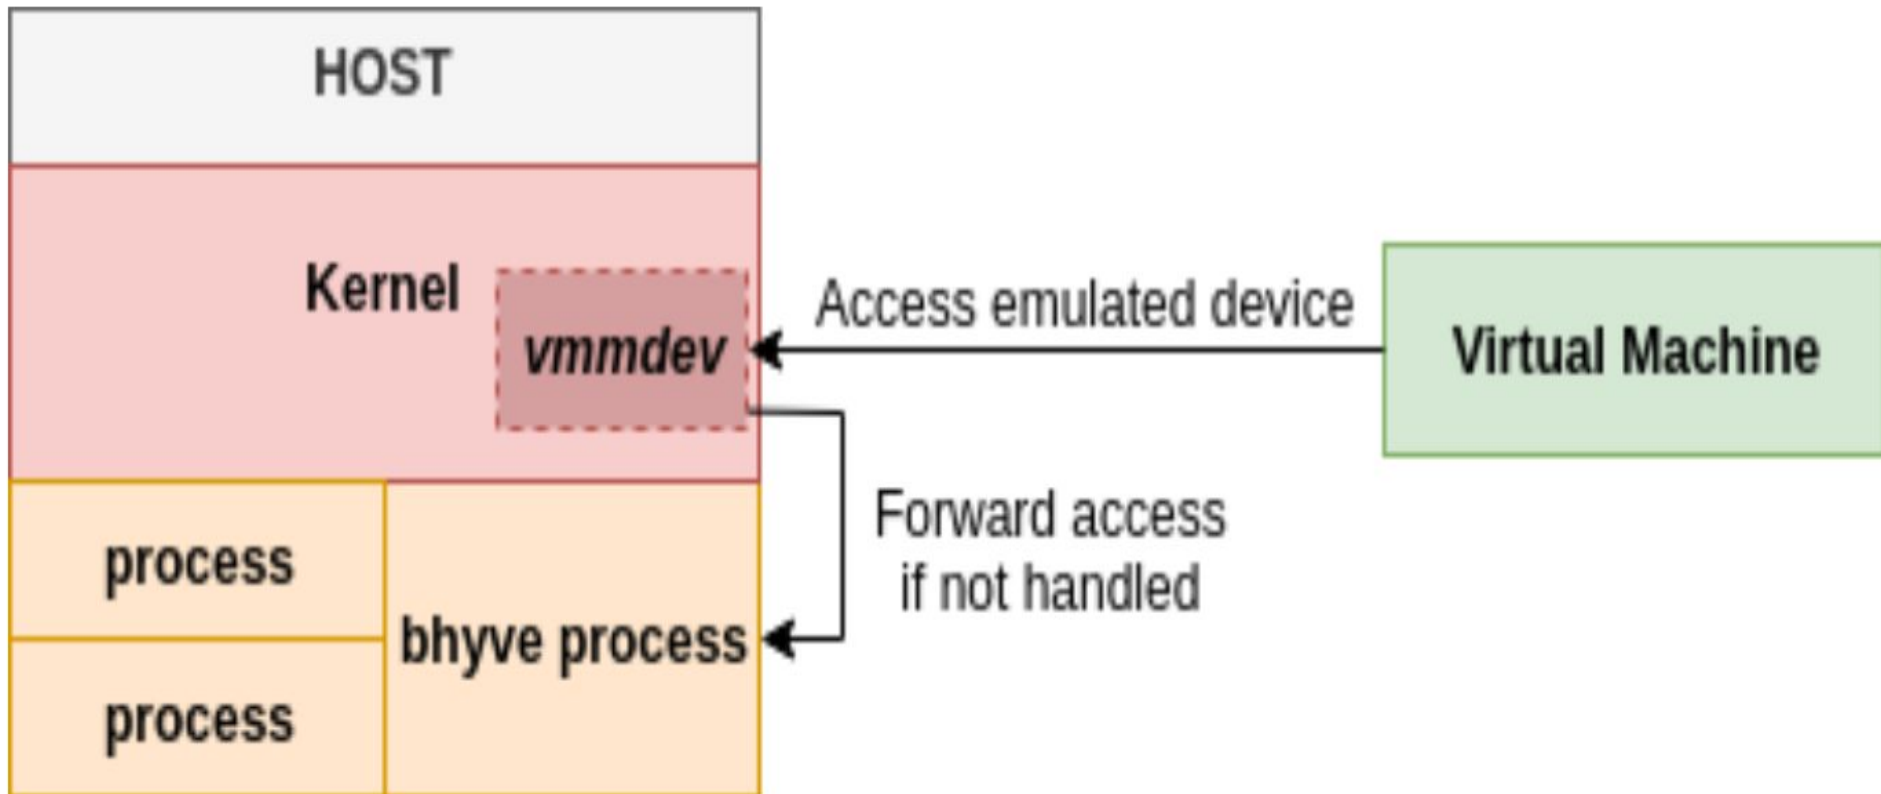 HOST
Kernel
vmmdev
Access emulated device
Virtual Machine
Forward access
if not handled
process
bhyve process
process